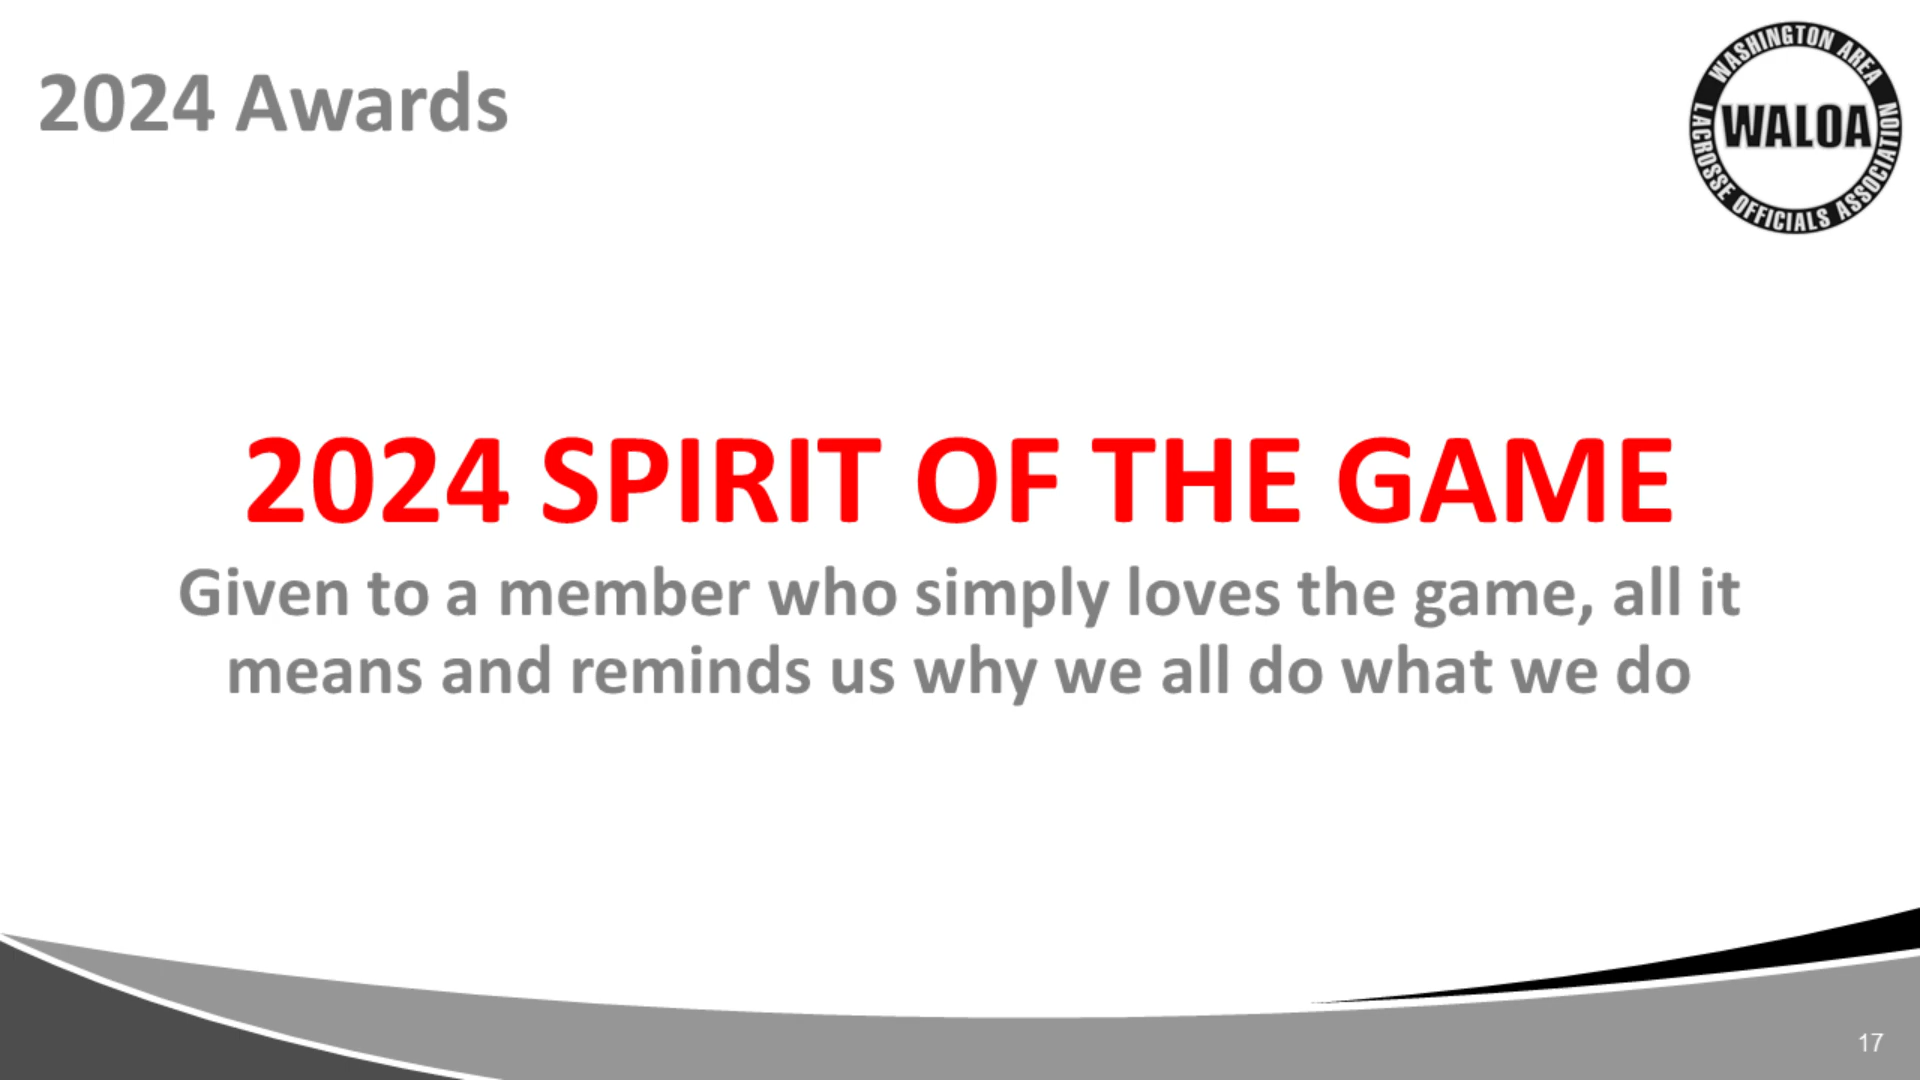 2024 Awards
WASHINGTON AREA
WALOA
LACROSSE OFFICIALS ASSOCIATION
2024 SPIRIT OF THE GAME
Given to a member who simply loves the game, all it
means and reminds us why we all do what we do
17